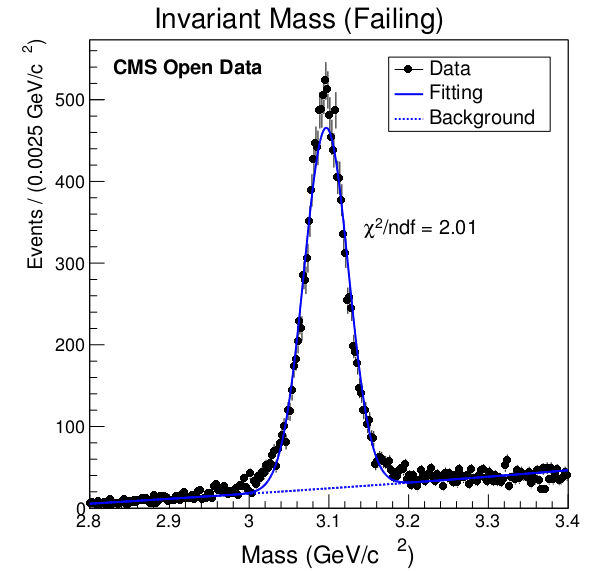 Invariant Mass (Failing)
Events / (0.0025 GeV/c 2)
CMS Open Data
Data
Fitting
Background
χ2/ndf = 2.01
500
400
300
200
100
0
2.8 2.9 3 3.1 3.2 3.3 3.4
Mass (GeV/c 2)